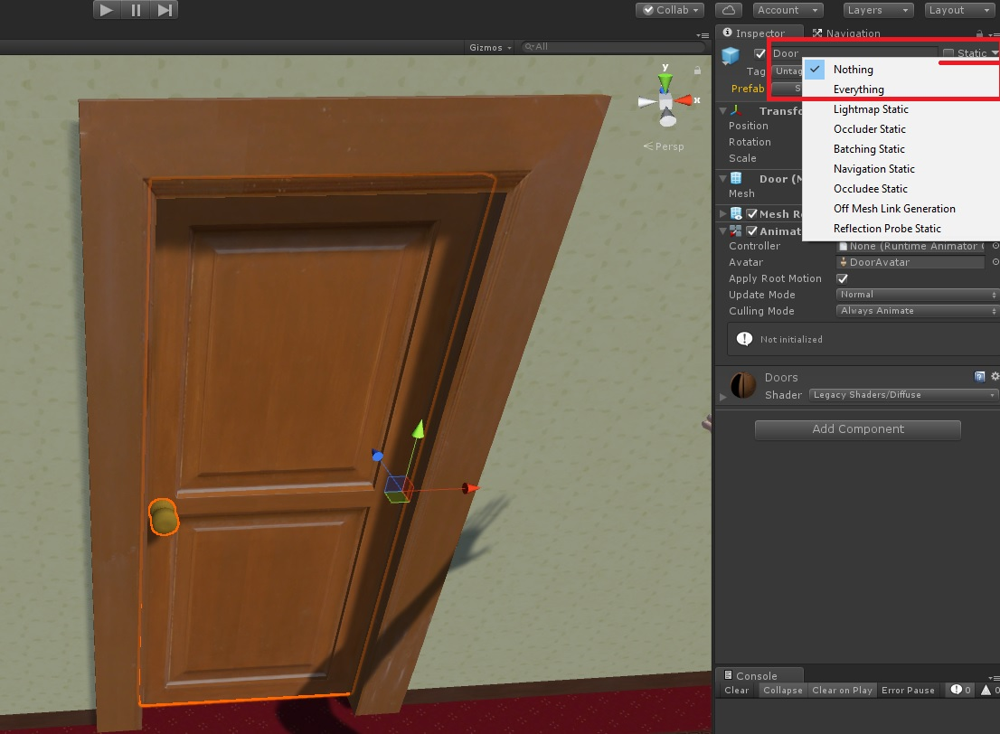 Collab Account Layers Layout
Inspector Navigation
Gizmos All
Door Static
Tag Untag
Prefab S
Nothing
Everything
Lightmap Static
Occluder Static
Batching Static
Navigation Static
Occludee Static
Off Mesh Link Generation
Reflection Probe Static
y
x
Persp
Transfo
Position
Rotation
Scale
Door (M
Mesh
Mesh Re
Animat
Controller None (Runtime Animator C
Avatar DoorAvatar
Apply Root Motion
Update Mode Normal
Culling Mode Always Animate
Not initialized
Doors
Shader Legacy Shaders/Diffuse
Add Component
Console
Clear Collapse Clear on Play Error Pause 0 0